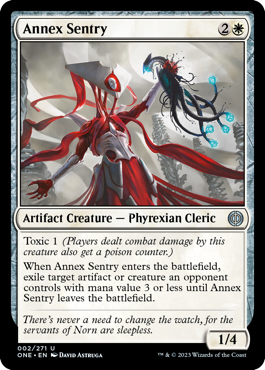 Annex Sentry 2
Artifact Creature — Phyrexian Cleric
Toxic 1 (Players dealt combat damage by this
creature also get a poison counter.)
When Annex Sentry enters the battlefield,
exile target artifact or creature an opponent
controls with mana value 3 or less until Annex
Sentry leaves the battlefield.
There's never a need to change the watch, for the
servants of Norn are sleepless.
1/4
002/271 U
ONE • EN DAVID ASTRUGA
™ & © 2023 Wizards of the Coast